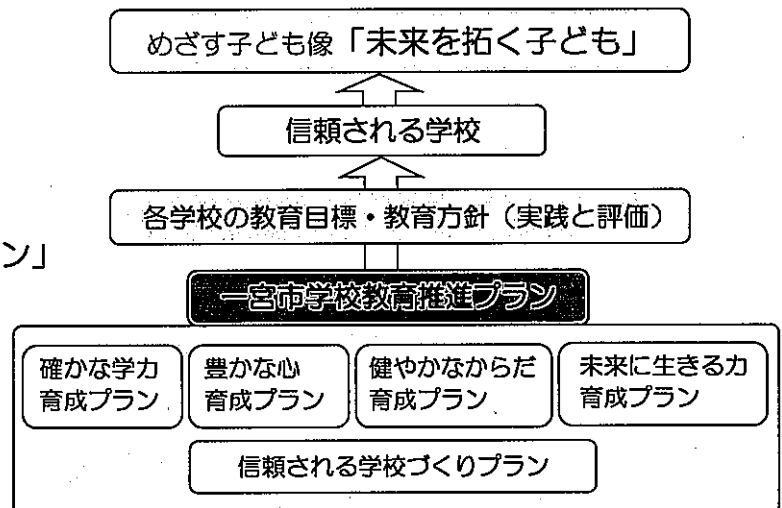 めざす子ども像「未来を拓く子ども」
信頼される学校
各学校の教育目標・教育方針(実践と評価)
ン」
一宮市学校教育推進プラン
確かな学力
育成プラン
豊かな心
育成プラン
健やかなからだ
育成プラン
未来に生きる力
育成プラン
信頼される学校づくりプラン